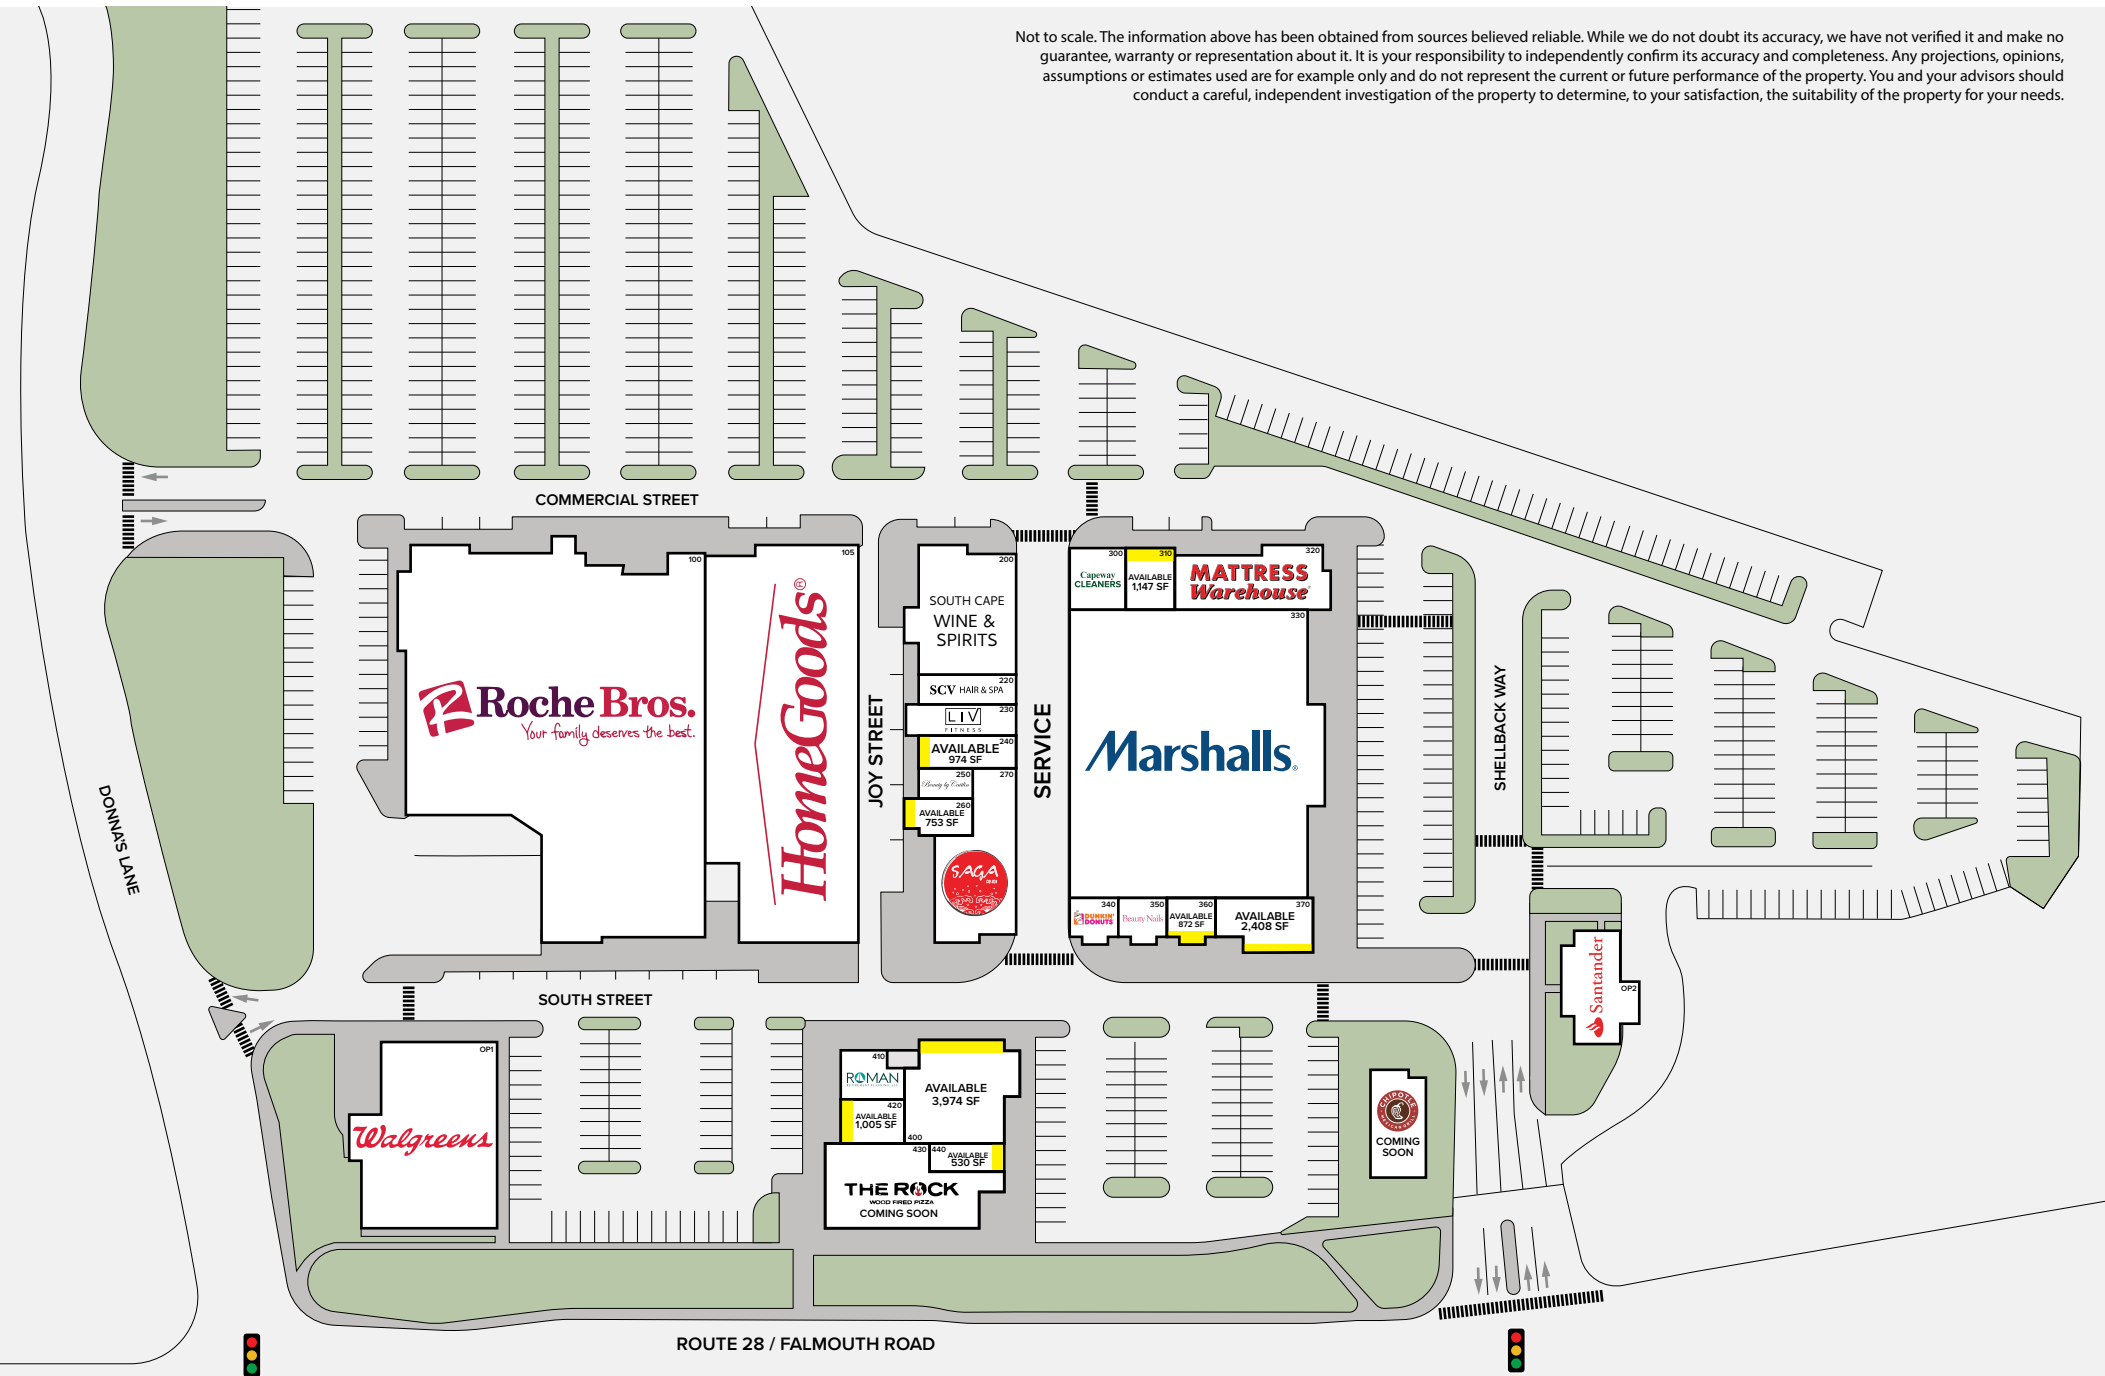 Not to scale. The information above has been obtained from sources believed reliable. While we do not doubt its accuracy, we have not verified it and make no
guarantee, warranty or representation about it. It is your responsibility to independently confirm its accuracy and completeness. Any projections, opinions,
assumptions or estimates used are for example only and do not represent the current or future performance of the property. You and your advisors should
conduct a careful, independent investigation of the property to determine, to your satisfaction, the suitability of the property for your needs.
COMMERCIAL STREET
100
105
Roche Bros.
Your family deserves the best.
HomeGoods®
JOY STREET
200
SOUTH CAPE
WINE &
SPIRITS
220
SCV HAIR & SPA
230
LIV
FITNESS
240
AVAILABLE
974 SF
250
Beauty by Caitlin
260
AVAILABLE
753 SF
270
SAGA
SERVICE
300
Capeway
CLEANERS
310
AVAILABLE
1,147 SF
320
MATTRESS
Warehouse
330
Marshalls®
340
DUNKIN'
DONUTS
350
Beauty Nails
360
AVAILABLE
872 SF
370
AVAILABLE
2,408 SF
SHELLBACK WAY
DONNA'S LANE
Santander
OP2
SOUTH STREET
OP1
Walgreens
410
ROMAN
420
AVAILABLE
1,005 SF
AVAILABLE
3,974 SF
400
430
440
AVAILABLE
530 SF
THE ROCK
WOOD FIRED PIZZA
COMING SOON
CHIPOTLE
MEXICAN GRILL
COMING
SOON
ROUTE 28 / FALMOUTH ROAD